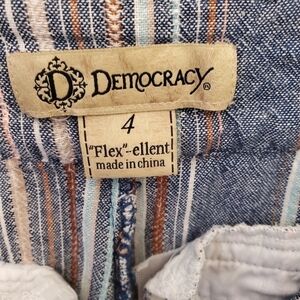 D DEMOCRACY®
4
"Flex"-ellent
made in china